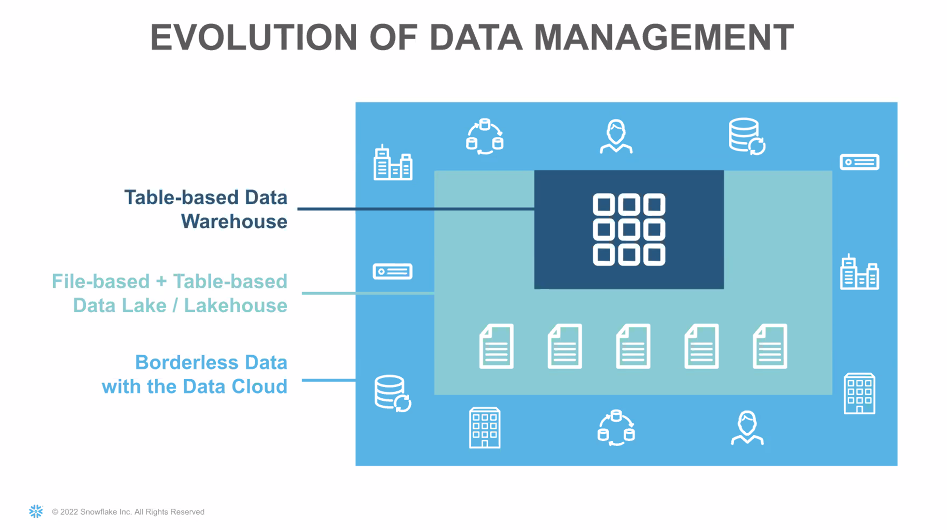 EVOLUTION OF DATA MANAGEMENT
Table-based Data
Warehouse
File-based + Table-based
Data Lake / Lakehouse
Borderless Data
with the Data Cloud
© 2022 Snowflake Inc. All Rights Reserved